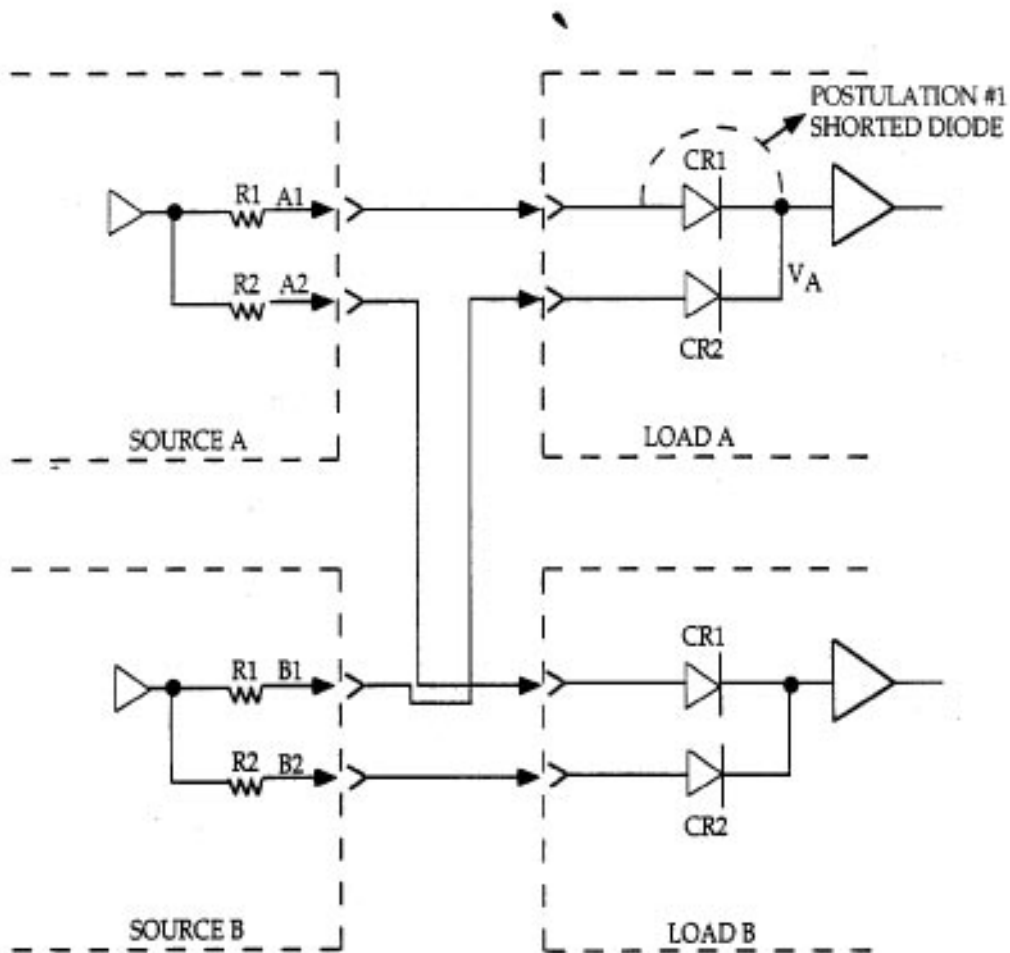 POSTULATION #1
SHORTED DIODE
CR1
R1 A1
R2 A2
VA
CR2
SOURCE A
LOAD A
CR1
R1 B1
R2 B2
CR2
SOURCE B
LOAD B